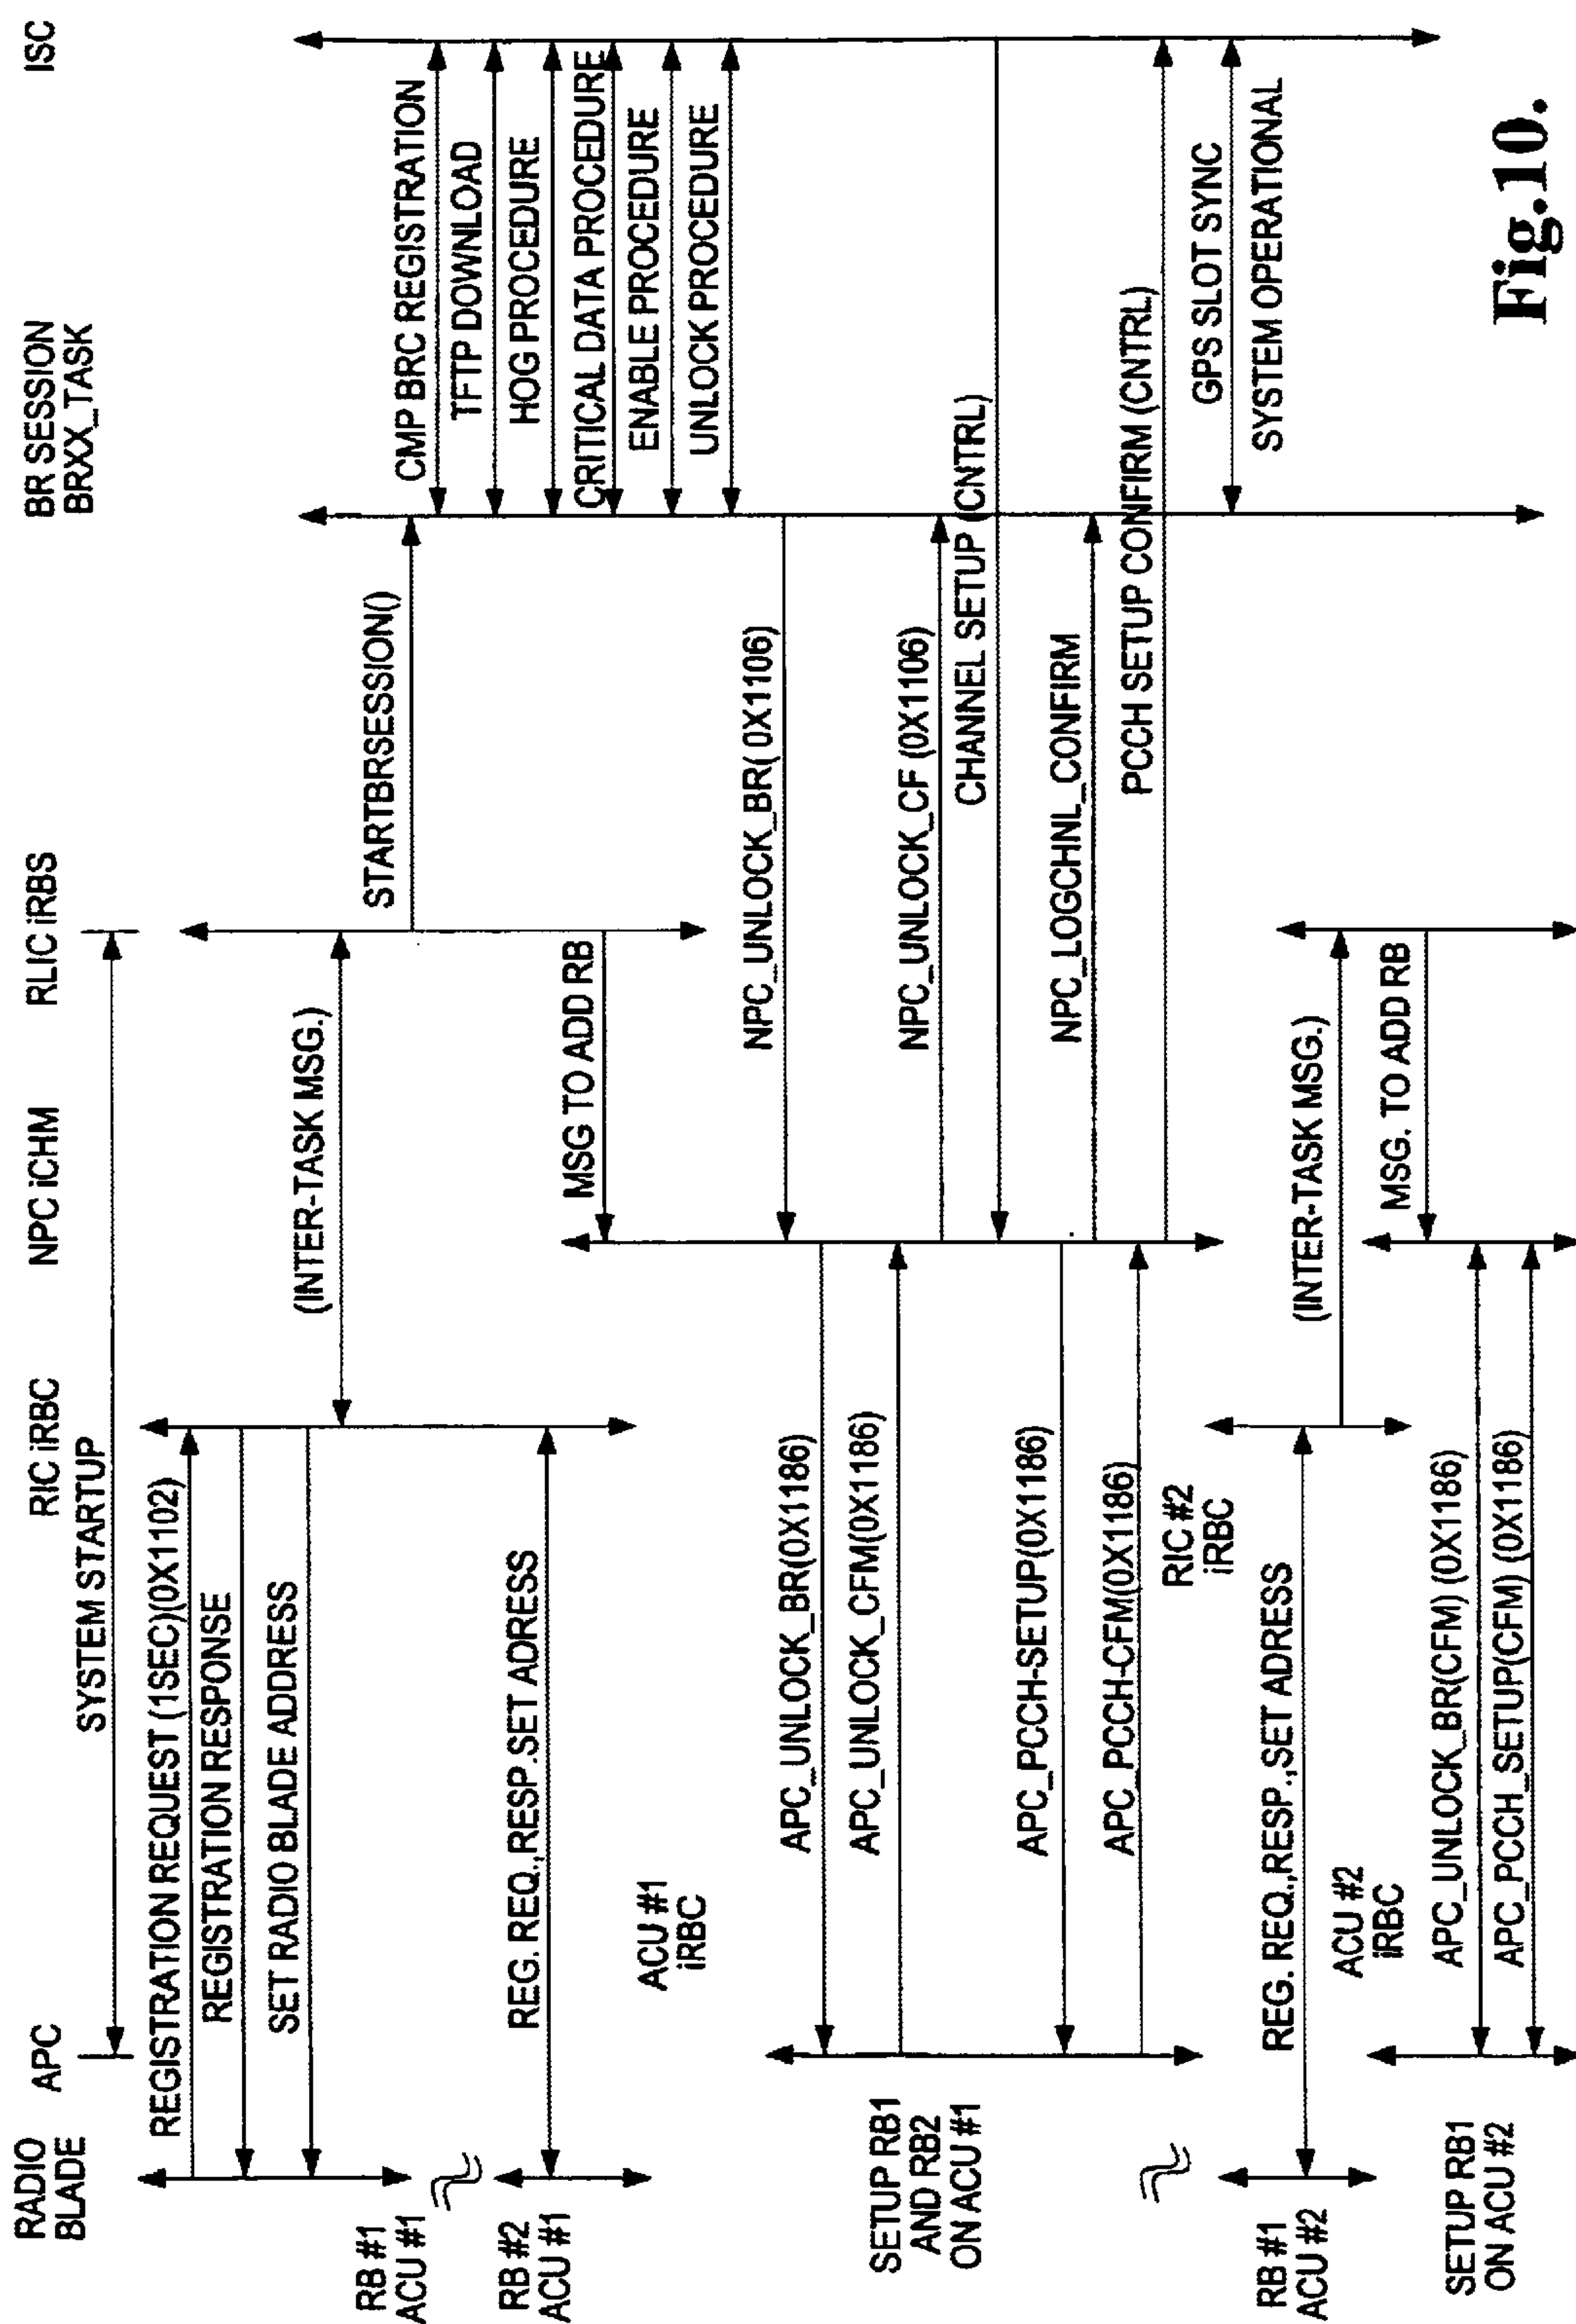 RADIO
BLADE
APC
RIC iRBC
NPC iCHM
RLIC iRBS
BR SESSION
BRXX_TASK
ISC
SYSTEM STARTUP
REGISTRATION REQUEST (1SEC)(0X1102)
REGISTRATION RESPONSE
SET RADIO BLADE ADDRESS
(INTER-TASK MSG.)
STARTBRSESSION()
CMP BRC REGISTRATION
TFTP DOWNLOAD
HOG PROCEDURE
CRITICAL DATA PROCEDURE
ENABLE PROCEDURE
UNLOCK PROCEDURE
RB #1
ACU #1
RB #2
ACU #1
REG. REQ.,RESP.SET ADRESS
MSG TO ADD RB
ACU #1
iRBC
NPC_UNLOCK_BR( 0X1106)
APC_UNLOCK_BR(0X1186)
APC_UNLOCK_CFM(0X1186)
NPC_UNLOCK_CF (0X1106)
CHANNEL SETUP (CNTRL)
SETUP RB1
AND RB2
ON ACU #1
APC_PCCH-SETUP(0X1186)
NPC_LOGCHNL_CONFIRM
APC_PCCH-CFM(0X1186)
PCCH SETUP CONFIRM (CNTRL)
GPS SLOT SYNC
SYSTEM OPERATIONAL
RIC #2
iRBC
RB #1
ACU #2
REG. REQ.,RESP.,SET ADRESS
(INTER-TASK MSG.)
ACU #2
iRBC
MSG. TO ADD RB
SETUP RB1
ON ACU #2
APC_UNLOCK_BR(CFM) (0X1186)
APC_PCCH_SETUP(CFM) (0X1186)
Fig.10.